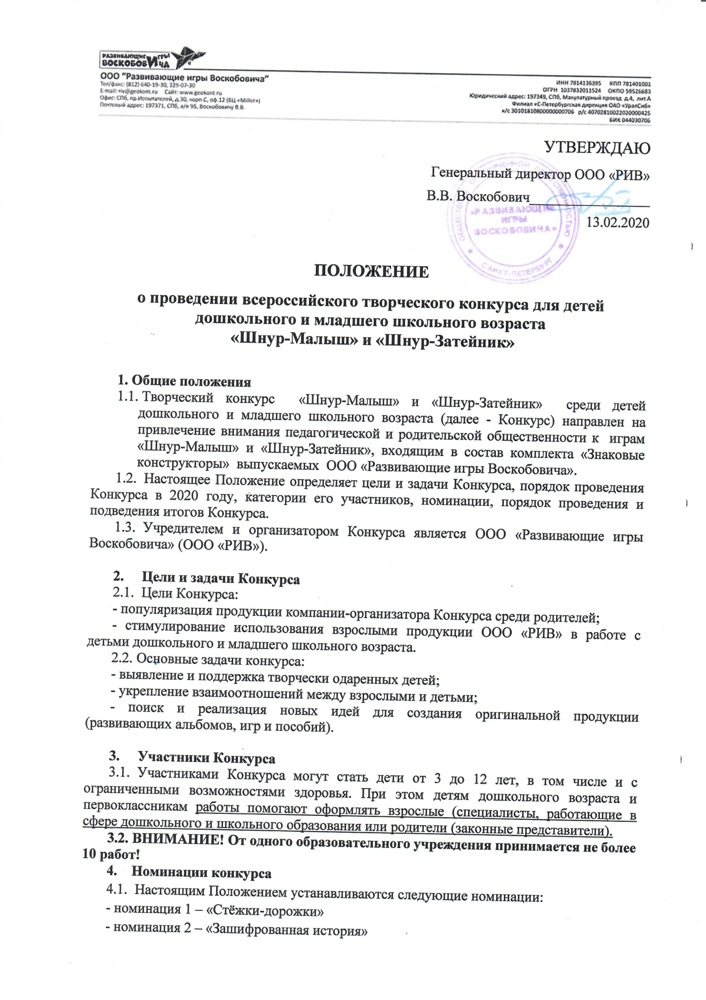 РАЗВИВАЮЩИЕ ИГРЫ
ВОСКОБОВИЧА
ООО "Развивающие игры Воскобовича"
Тел/факс: (812) 640-19-30, 329-07-30
E-mail: riv@geokont.ru Сайт: www.geokont.ru
Офис: СПб, пр.Испытателей, д.30, корп.С, оф.12 (БЦ «Miller»)
Почтовый адрес: 197371, СПб, а/я 95, Воскобовичу В.В.
ИНН 7814136395 КПП 781401001
ОГРН 1037832011524 ОКПО 59526683
Юридический адрес: 197349, СПб, Макулатурный проезд д.4, лит.А
Филиал «С-Петербургская дирекция ОАО «УралСиб»
к/с 30101810800000000706 р/с 40702810022020000425
БИК 044030706
УТВЕРЖДАЮ
Генеральный директор ООО «РИВ»
В.В. Воскобович
13.02.2020
ОБЩЕСТВО С ОГРАНИЧЕННОЙ ОТВЕТСТВЕННОСТЬЮ
«РАЗВИВАЮЩИЕ
ИГРЫ
ВОСКОБОВИЧА»
* САНКТ-ПЕТЕРБУРГ *
ПОЛОЖЕНИЕ
о проведении всероссийского творческого конкурса для детей
дошкольного и младшего школьного возраста
«Шнур-Малыш» и «Шнур-Затейник»
1. Общие положения
1.1. Творческий конкурс «Шнур-Малыш» и «Шнур-Затейник» среди детей
дошкольного и младшего школьного возраста (далее - Конкурс) направлен на
привлечение внимания педагогической и родительской общественности к играм
«Шнур-Малыш» и «Шнур-Затейник», входящим в состав комплекта «Знаковые
конструкторы» выпускаемых ООО «Развивающие игры Воскобовича».
1.2. Настоящее Положение определяет цели и задачи Конкурса, порядок проведения
Конкурса в 2020 году, категории его участников, номинации, порядок проведения и
подведения итогов Конкурса.
1.3. Учредителем и организатором Конкурса является ООО «Развивающие игры
Воскобовича» (ООО «РИВ»).
2. Цели и задачи Конкурса
2.1. Цели Конкурса:
- популяризация продукции компании-организатора Конкурса среди родителей;
- стимулирование использования взрослыми продукции ООО «РИВ» в работе с
детьми дошкольного и младшего школьного возраста.
2.2. Основные задачи конкурса:
- выявление и поддержка творчески одаренных детей;
- укрепление взаимоотношений между взрослыми и детьми;
- поиск и реализация новых идей для создания оригинальной продукции
(развивающих альбомов, игр и пособий).
3. Участники Конкурса
3.1. Участниками Конкурса могут стать дети от 3 до 12 лет, в том числе и с
ограниченными возможностями здоровья. При этом детям дошкольного возраста и
первоклассникам работы помогают оформлять взрослые (специалисты, работающие в
сфере дошкольного и школьного образования или родители (законные представители).
3.2. ВНИМАНИЕ! От одного образовательного учреждения принимается не более
10 работ!
4. Номинации конкурса
4.1. Настоящим Положением устанавливаются следующие номинации:
- номинация 1 – «Стёжки-дорожки»
- номинация 2 – «Зашифрованная история»